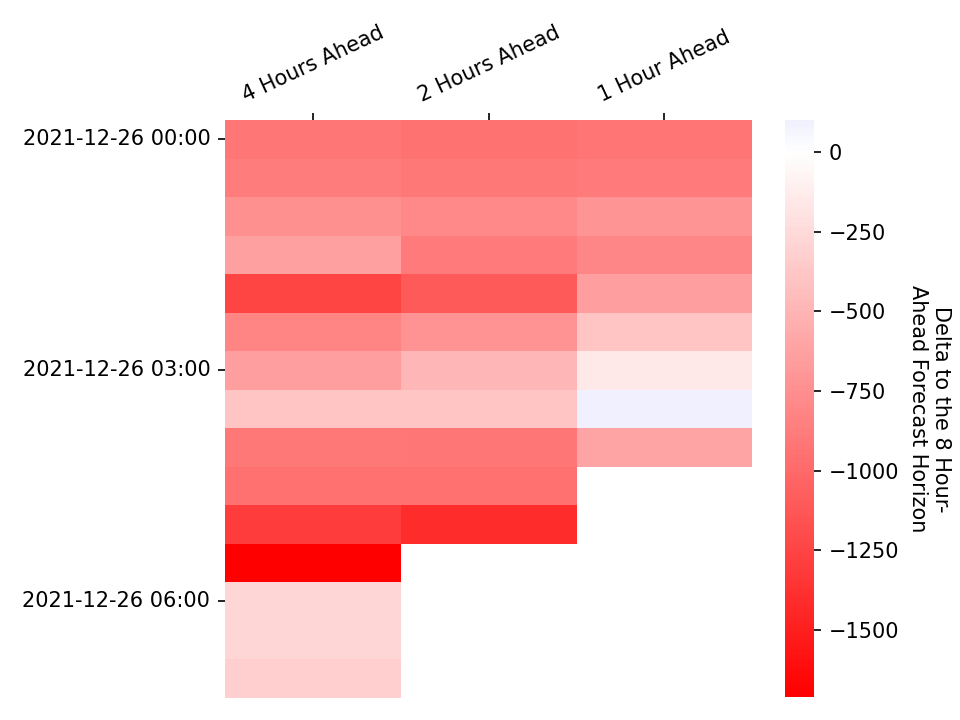 4 Hours Ahead
2 Hours Ahead
1 Hour Ahead
2021-12-26 00:00
2021-12-26 03:00
2021-12-26 06:00
0
−250
−500
−750
−1000
−1250
−1500
Delta to the 8 Hour-
Ahead Forecast Horizon